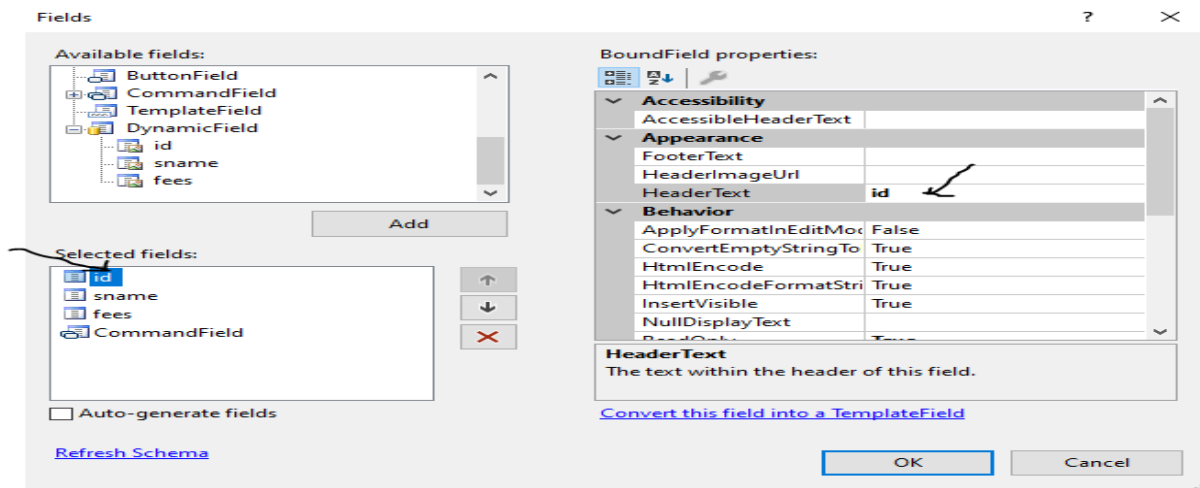 Fields
?
Available fields:
ButtonField
CommandField
TemplateField
DynamicField
id
sname
fees
Add
Selected fields:
id
sname
fees
CommandField
Auto-generate fields
Refresh Schema
BoundField properties:
Accessibility
AccessibleHeaderText
Appearance
FooterText
HeaderImageUrl
HeaderText id
Behavior
ApplyFormatInEditMoc False
ConvertEmptyStringTo True
HtmlEncode True
HtmlEncodeFormatStri True
InsertVisible True
NullDisplayText
ReadOnly True
HeaderText
The text within the header of this field.
Convert this field into a TemplateField
OK
Cancel